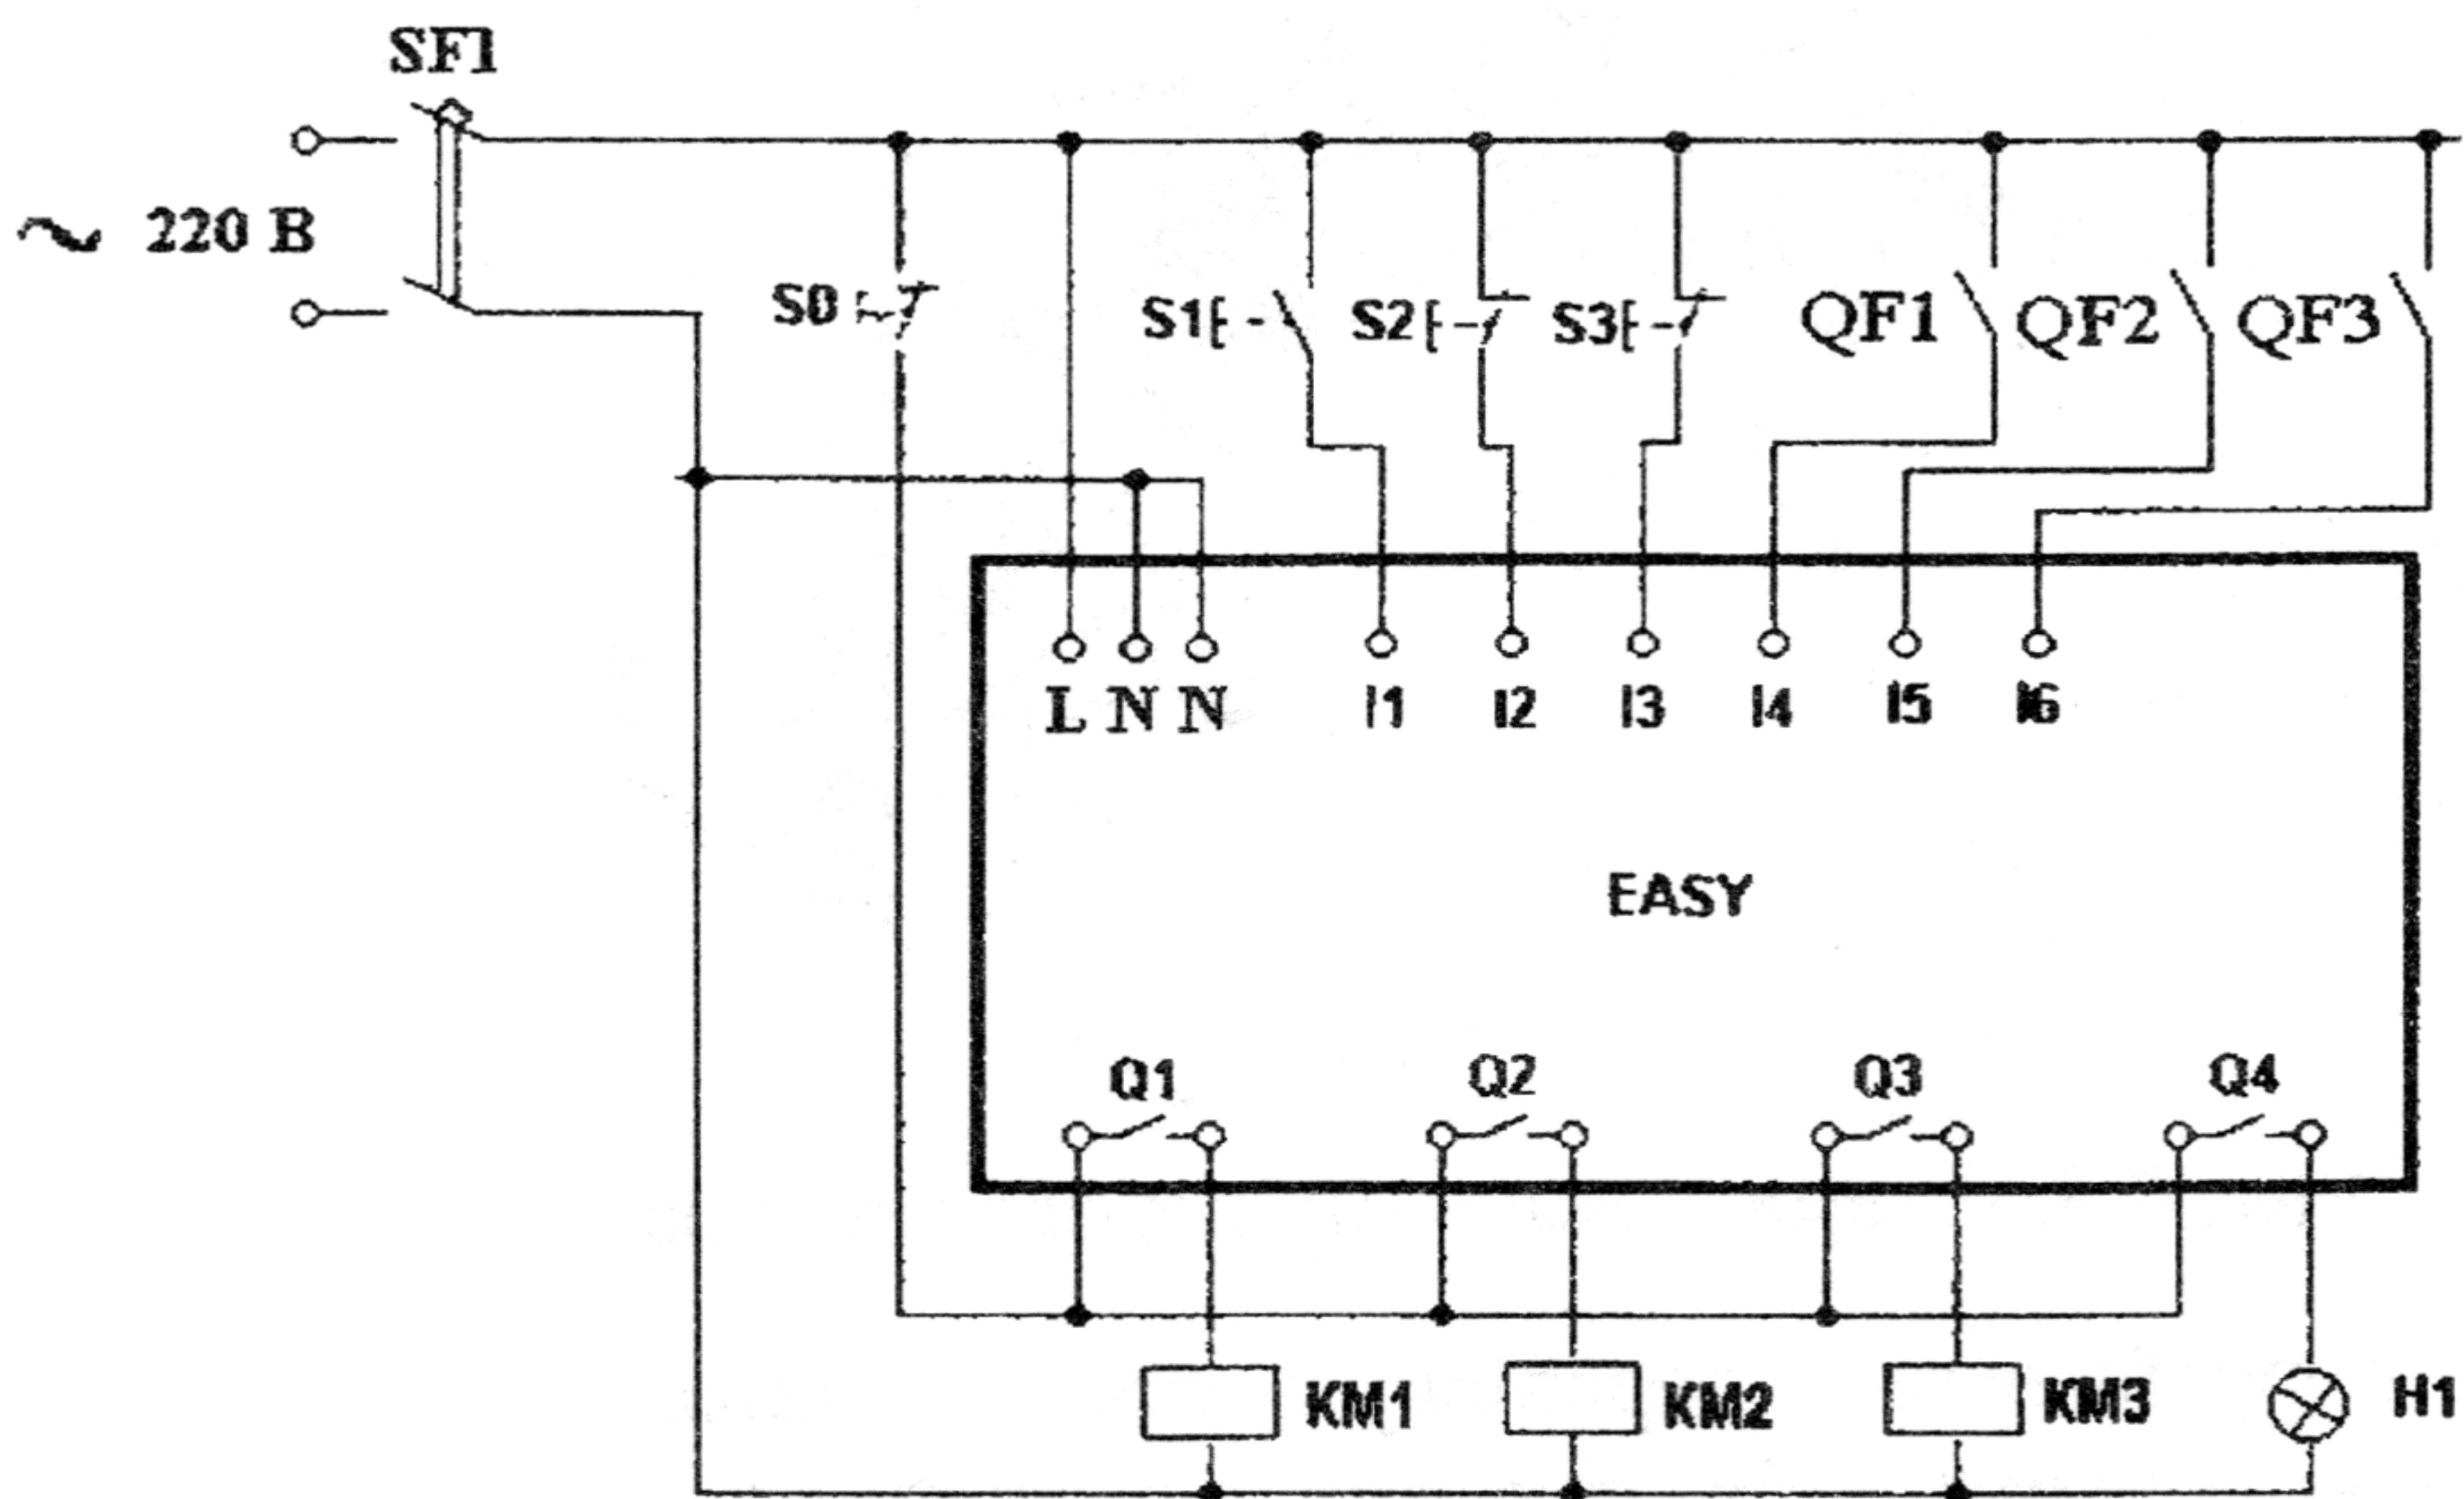 SF1
~ 220 В
S0
S1
S2
S3
QF1
QF2
QF3
L N N I1 I2 I3 I4 I5 I6
EASY
Q1 Q2 Q3 Q4
KM1 KM2 KM3 H1